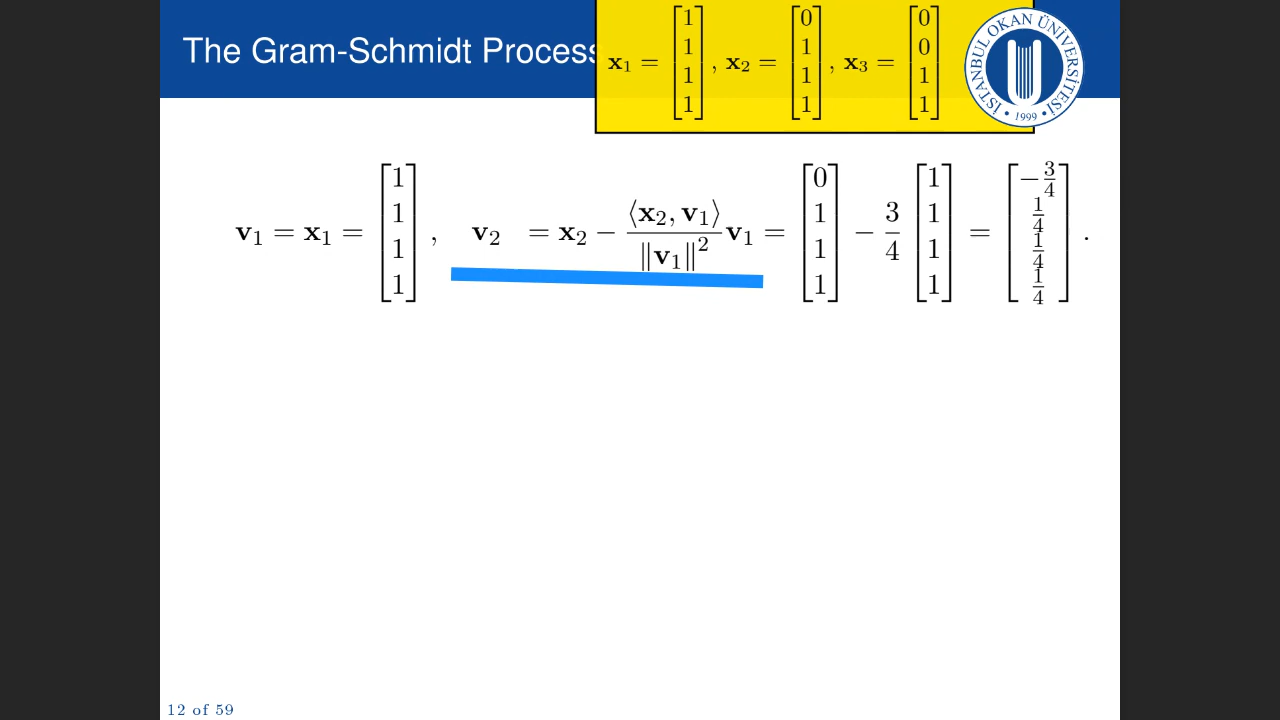 The Gram-Schmidt Process
x₁ = [1 1 1 1], x₂ = [0 1 1 1], x₃ = [0 0 1 1]
İSTANBUL OKAN ÜNİVERSİTESİ
• 1999 •
v₁ = x₁ = [1 1 1 1], v₂ = x₂ − ⟨x₂, v₁⟩/‖v₁‖² v₁ = [0 1 1 1] − 3/4 [1 1 1 1] = [−3/4 1/4 1/4 1/4].
12 of 59